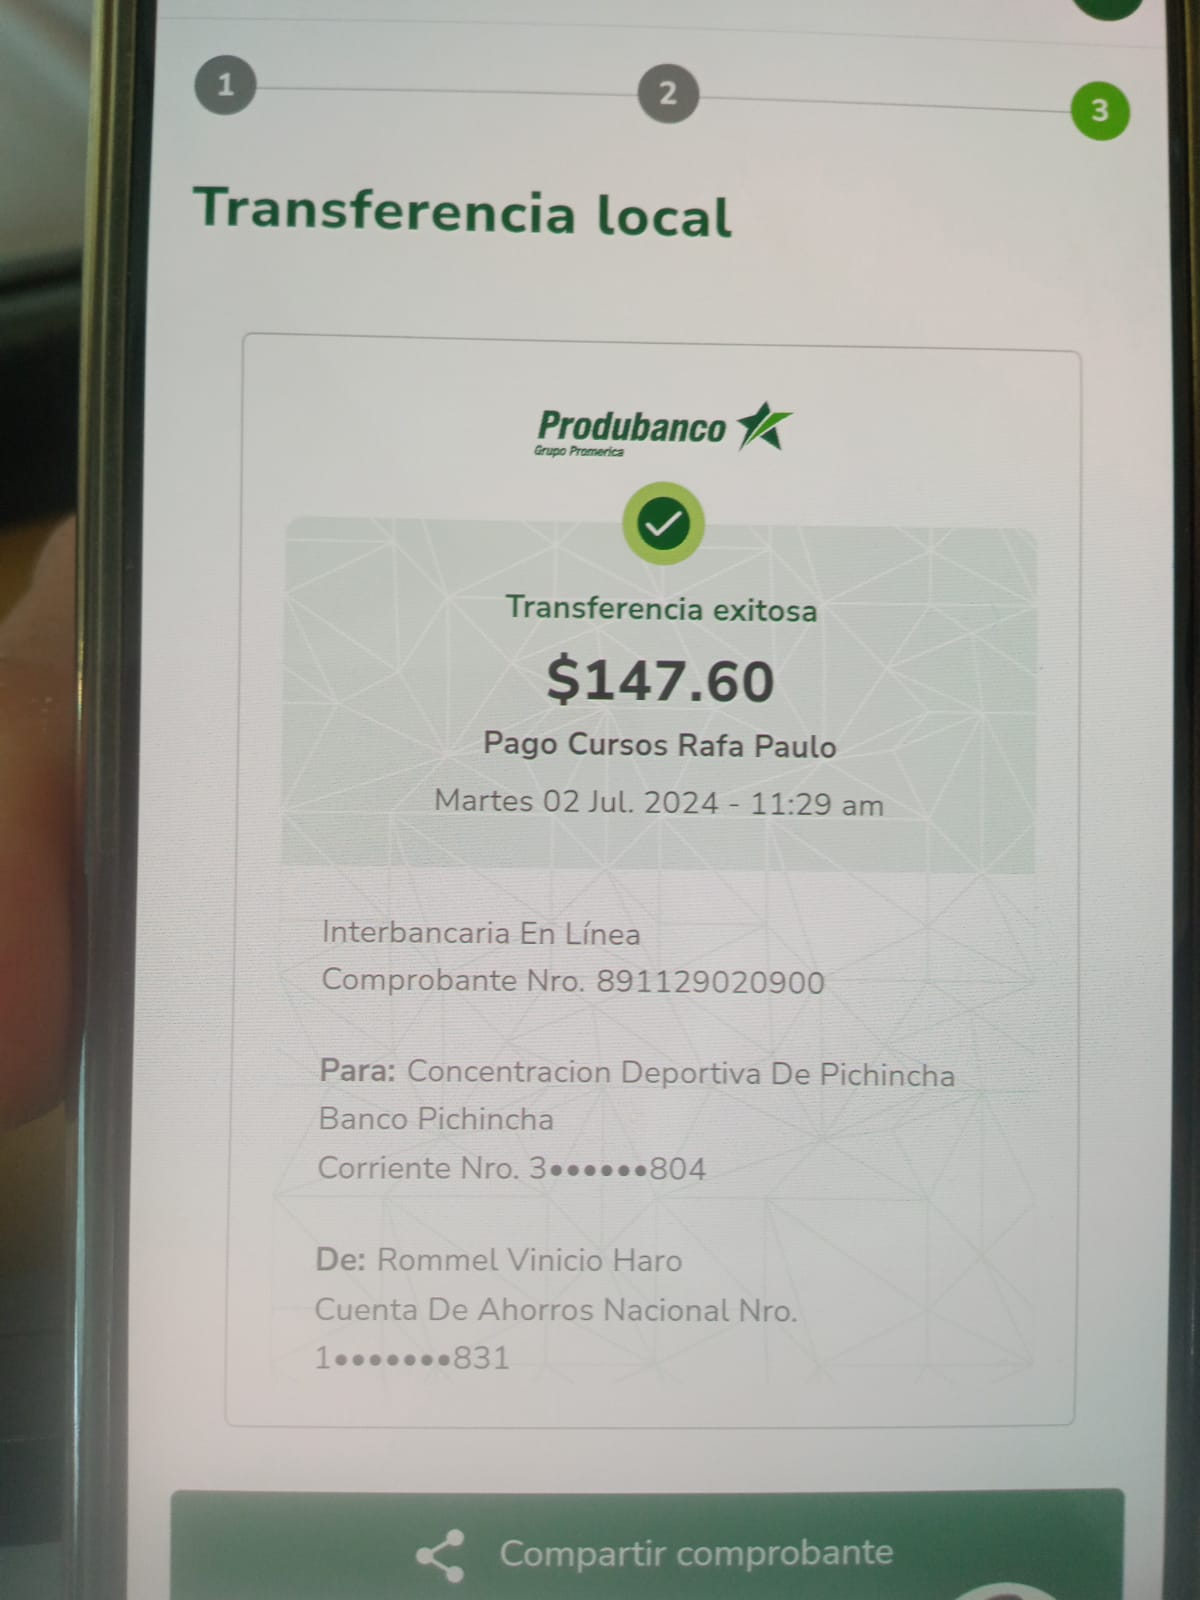 1
2
3
Transferencia local
Produbanco
Grupo Promerica
Transferencia exitosa
$147.60
Pago Cursos Rafa Paulo
Martes 02 Jul. 2024 - 11:29 am
Interbancaria En Línea
Comprobante Nro. 891129020900
Para: Concentracion Deportiva De Pichincha
Banco Pichincha
Corriente Nro. 3••••••804
De: Rommel Vinicio Haro
Cuenta De Ahorros Nacional Nro.
1•••••••831
Compartir comprobante